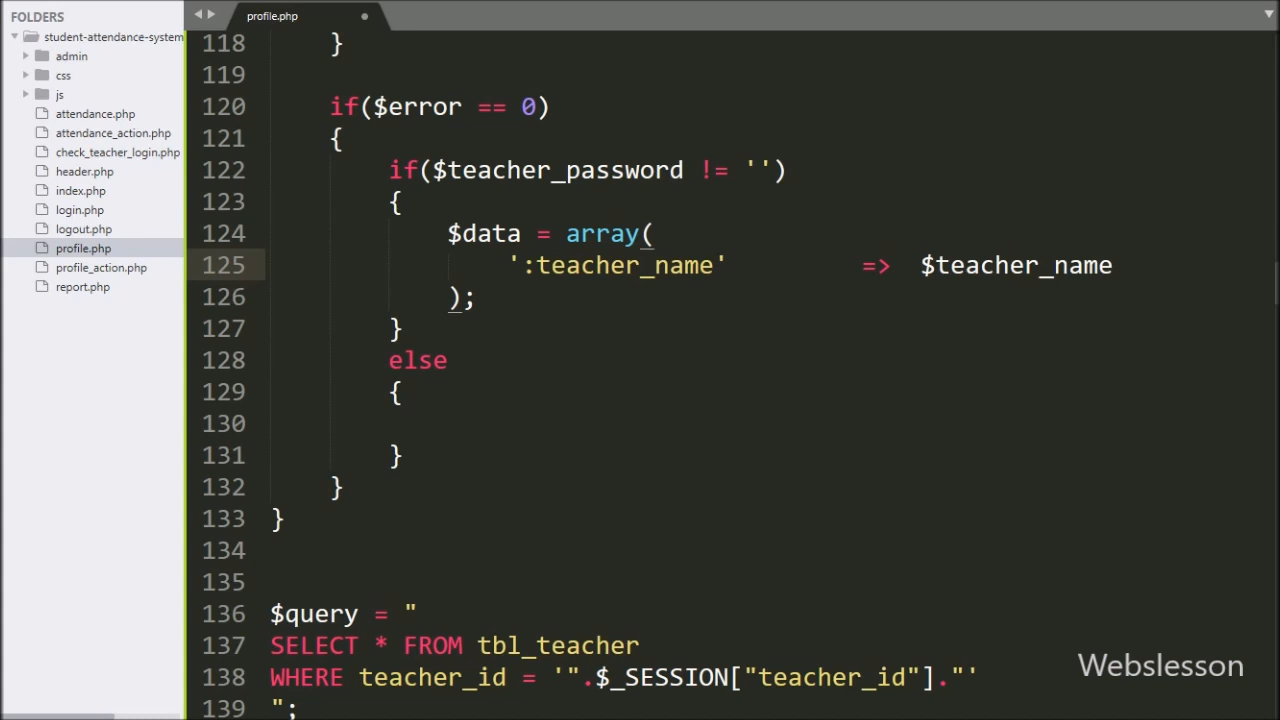 FOLDERS
student-attendance-system
admin
css
js
attendance.php
attendance_action.php
check_teacher_login.php
header.php
index.php
login.php
logout.php
profile.php
profile_action.php
report.php
profile.php
118 }
119
120 if($error == 0)
121 {
122 if($teacher_password != '')
123 {
124 $data = array(
125 ':teacher_name' => $teacher_name
126 );
127 }
128 else
129 {
130
131 }
132 }
133 }
134
135
136 $query = "
137 SELECT * FROM tbl_teacher
138 WHERE teacher_id = '".$_SESSION["teacher_id"]."'
139 ";
Webslesson